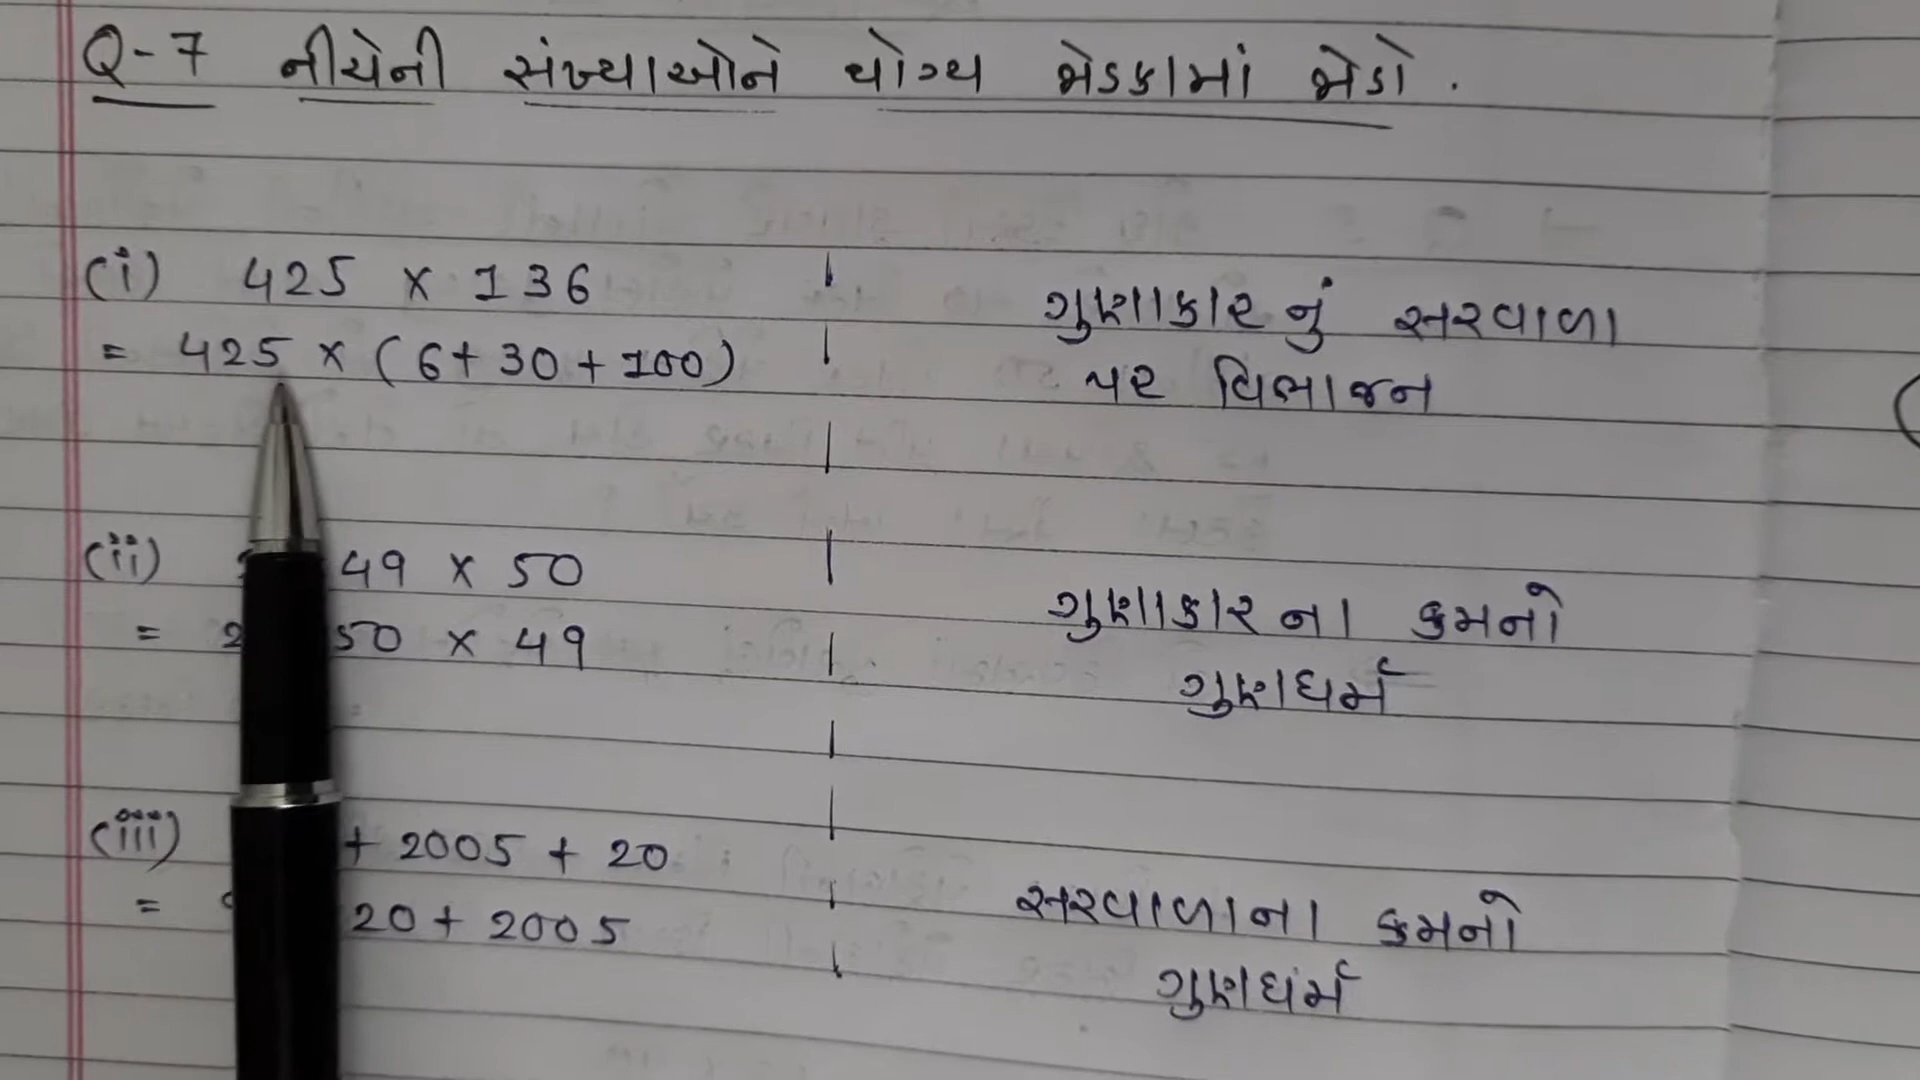 Q-7 નીચેની સંખ્યાઓને યોગ્ય જોડકામાં જોડો.
(i) 425 × 136
= 425 × (6+30+100)
ગુણાકારનું સરવાળા
પર વિભાજન
(ii) 49 × 50
= 2 50 × 49
ગુણાકારના ક્રમનો
ગુણધર્મ
(iii) + 2005 + 20
= 20 + 2005
સરવાળાના ક્રમનો
ગુણધર્મ